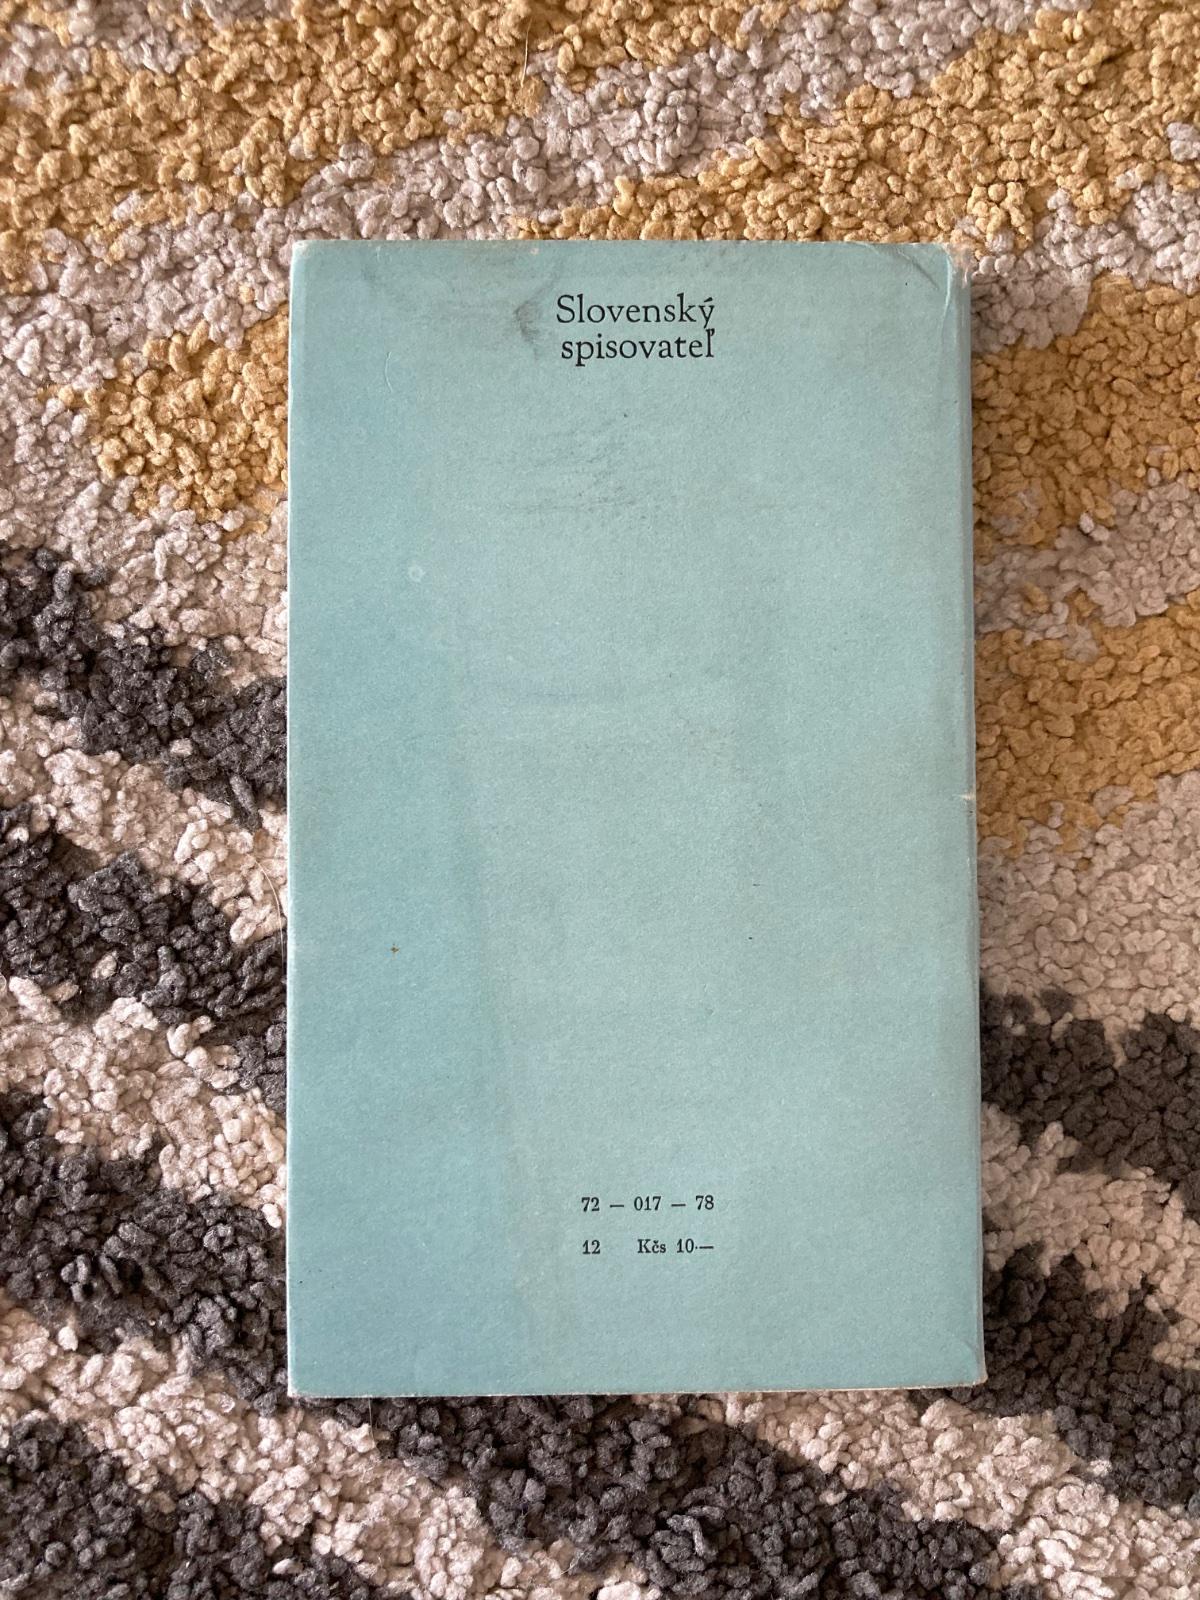 Slovenský
spisovateľ
72 — 017 — 78
12 Kčs 10·—